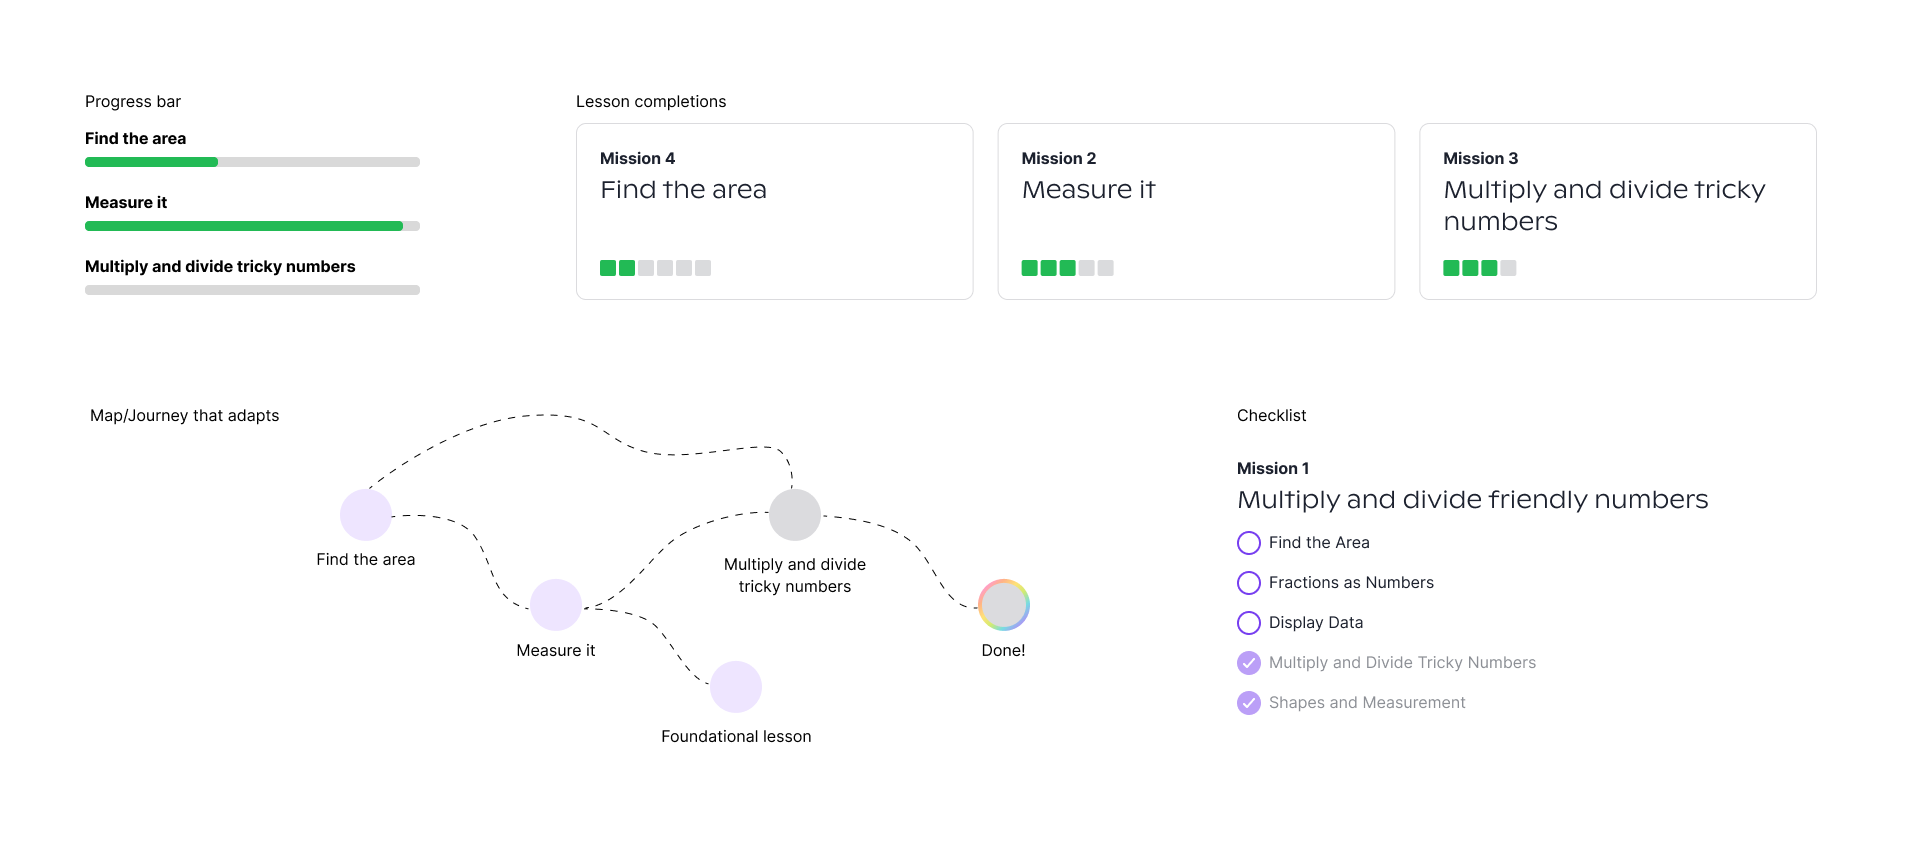 Progress bar
Find the area
Measure it
Multiply and divide tricky numbers
Lesson completions
Mission 4
Find the area
Mission 2
Measure it
Mission 3
Multiply and divide tricky
numbers
Map/Journey that adapts
Find the area
Measure it
Multiply and divide
tricky numbers
Foundational lesson
Done!
Checklist
Mission 1
Multiply and divide friendly numbers
Find the Area
Fractions as Numbers
Display Data
Multiply and Divide Tricky Numbers
Shapes and Measurement